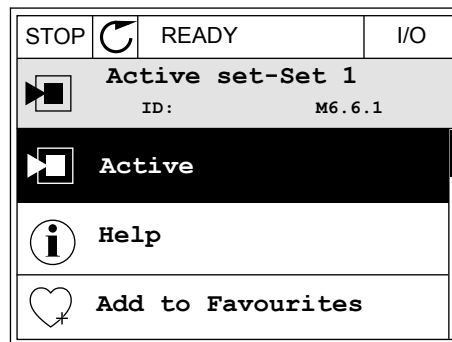 STOP READY I/O
Active set-Set 1
ID: M6.6.1
Active
Help
Add to Favourites